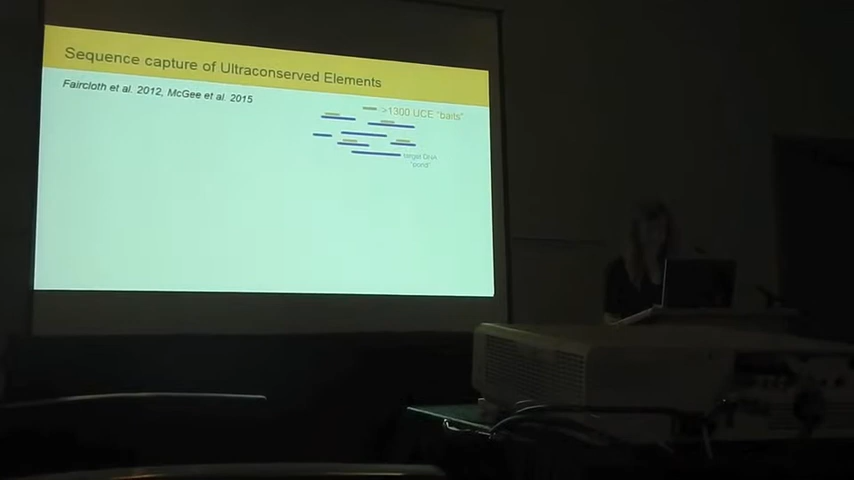 Sequence capture of Ultraconserved Elements
Faircloth et al. 2012, McGee et al. 2015
>1300 UCE "baits"
target DNA
"pond"